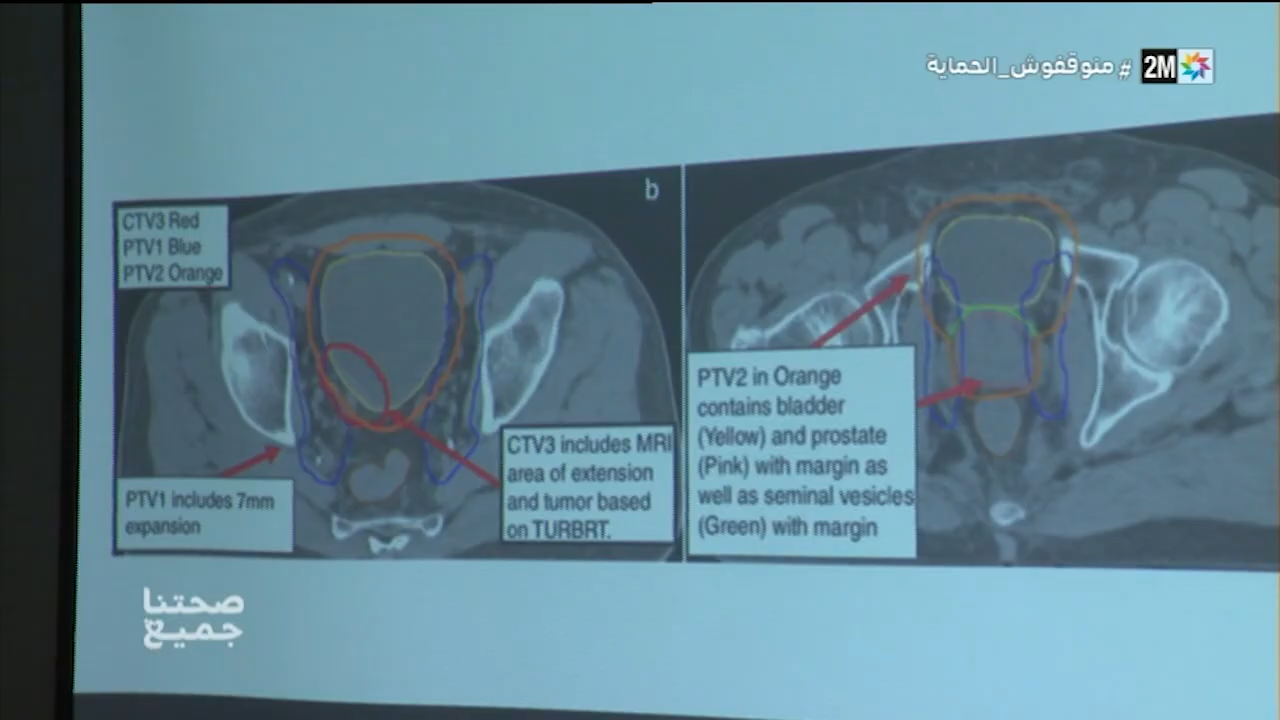 # منوقفوش_الحماية
2M
b
CTV3 Red
PTV1 Blue
PTV2 Orange
PTV1 includes 7mm
expansion
CTV3 includes MRI
area of extension
and tumor based
on TURBRT.
PTV2 in Orange
contains bladder
(Yellow) and prostate
(Pink) with margin as
well as seminal vesicles
(Green) with margin
صحتنا
جميع